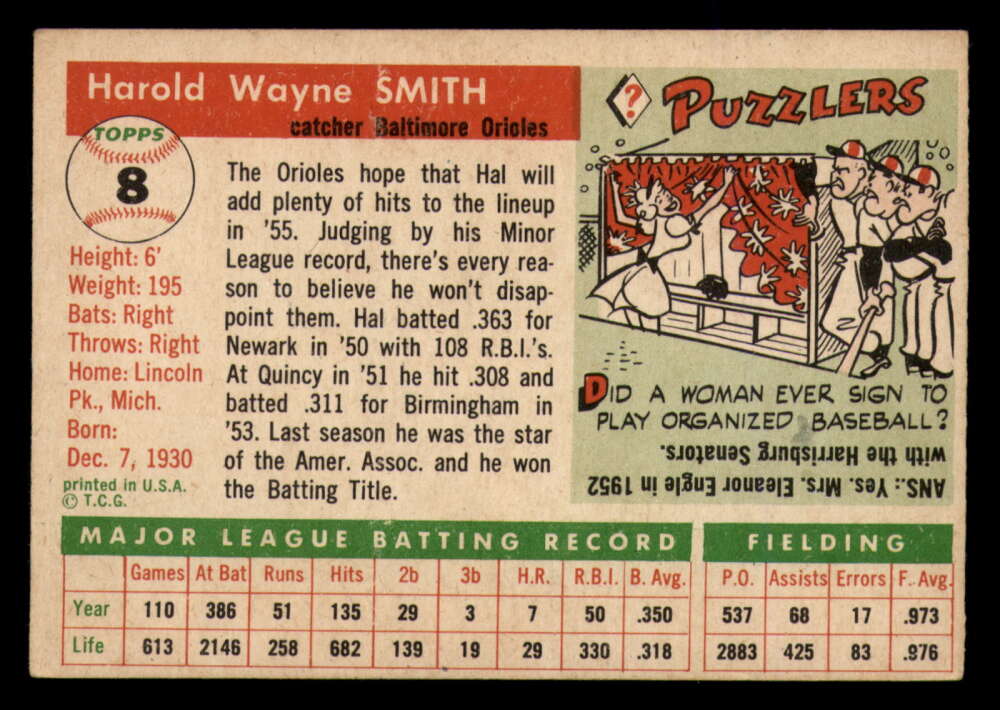 Harold Wayne SMITH
catcher Baltimore Orioles
TOPPS
8
Height: 6'
Weight: 195
Bats: Right
Throws: Right
Home: Lincoln
Pk., Mich.
Born:
Dec. 7, 1930
printed in U.S.A.
© T.C.G.
The Orioles hope that Hal will
add plenty of hits to the lineup
in '55. Judging by his Minor
League record, there's every rea-
son to believe he won't disap-
point them. Hal batted .363 for
Newark in '50 with 108 R.B.I.'s.
At Quincy in '51 he hit .308 and
batted .311 for Birmingham in
'53. Last season he was the star
of the Amer. Assoc. and he won
the Batting Title.
? PUZZLERS
DID A WOMAN EVER SIGN TO
PLAY ORGANIZED BASEBALL?
ANS.: Yes. Mrs. Eleanor Engle in 1952
with the Harrisburg Senators.
MAJOR LEAGUE BATTING RECORD FIELDING
Games At Bat Runs Hits 2b 3b H.R. R.B.I. B. Avg. P.O. Assists Errors F. Avg.
Year 110 386 51 135 29 3 7 50 .350 537 68 17 .973
Life 613 2146 258 682 139 19 29 330 .318 2883 425 83 .976